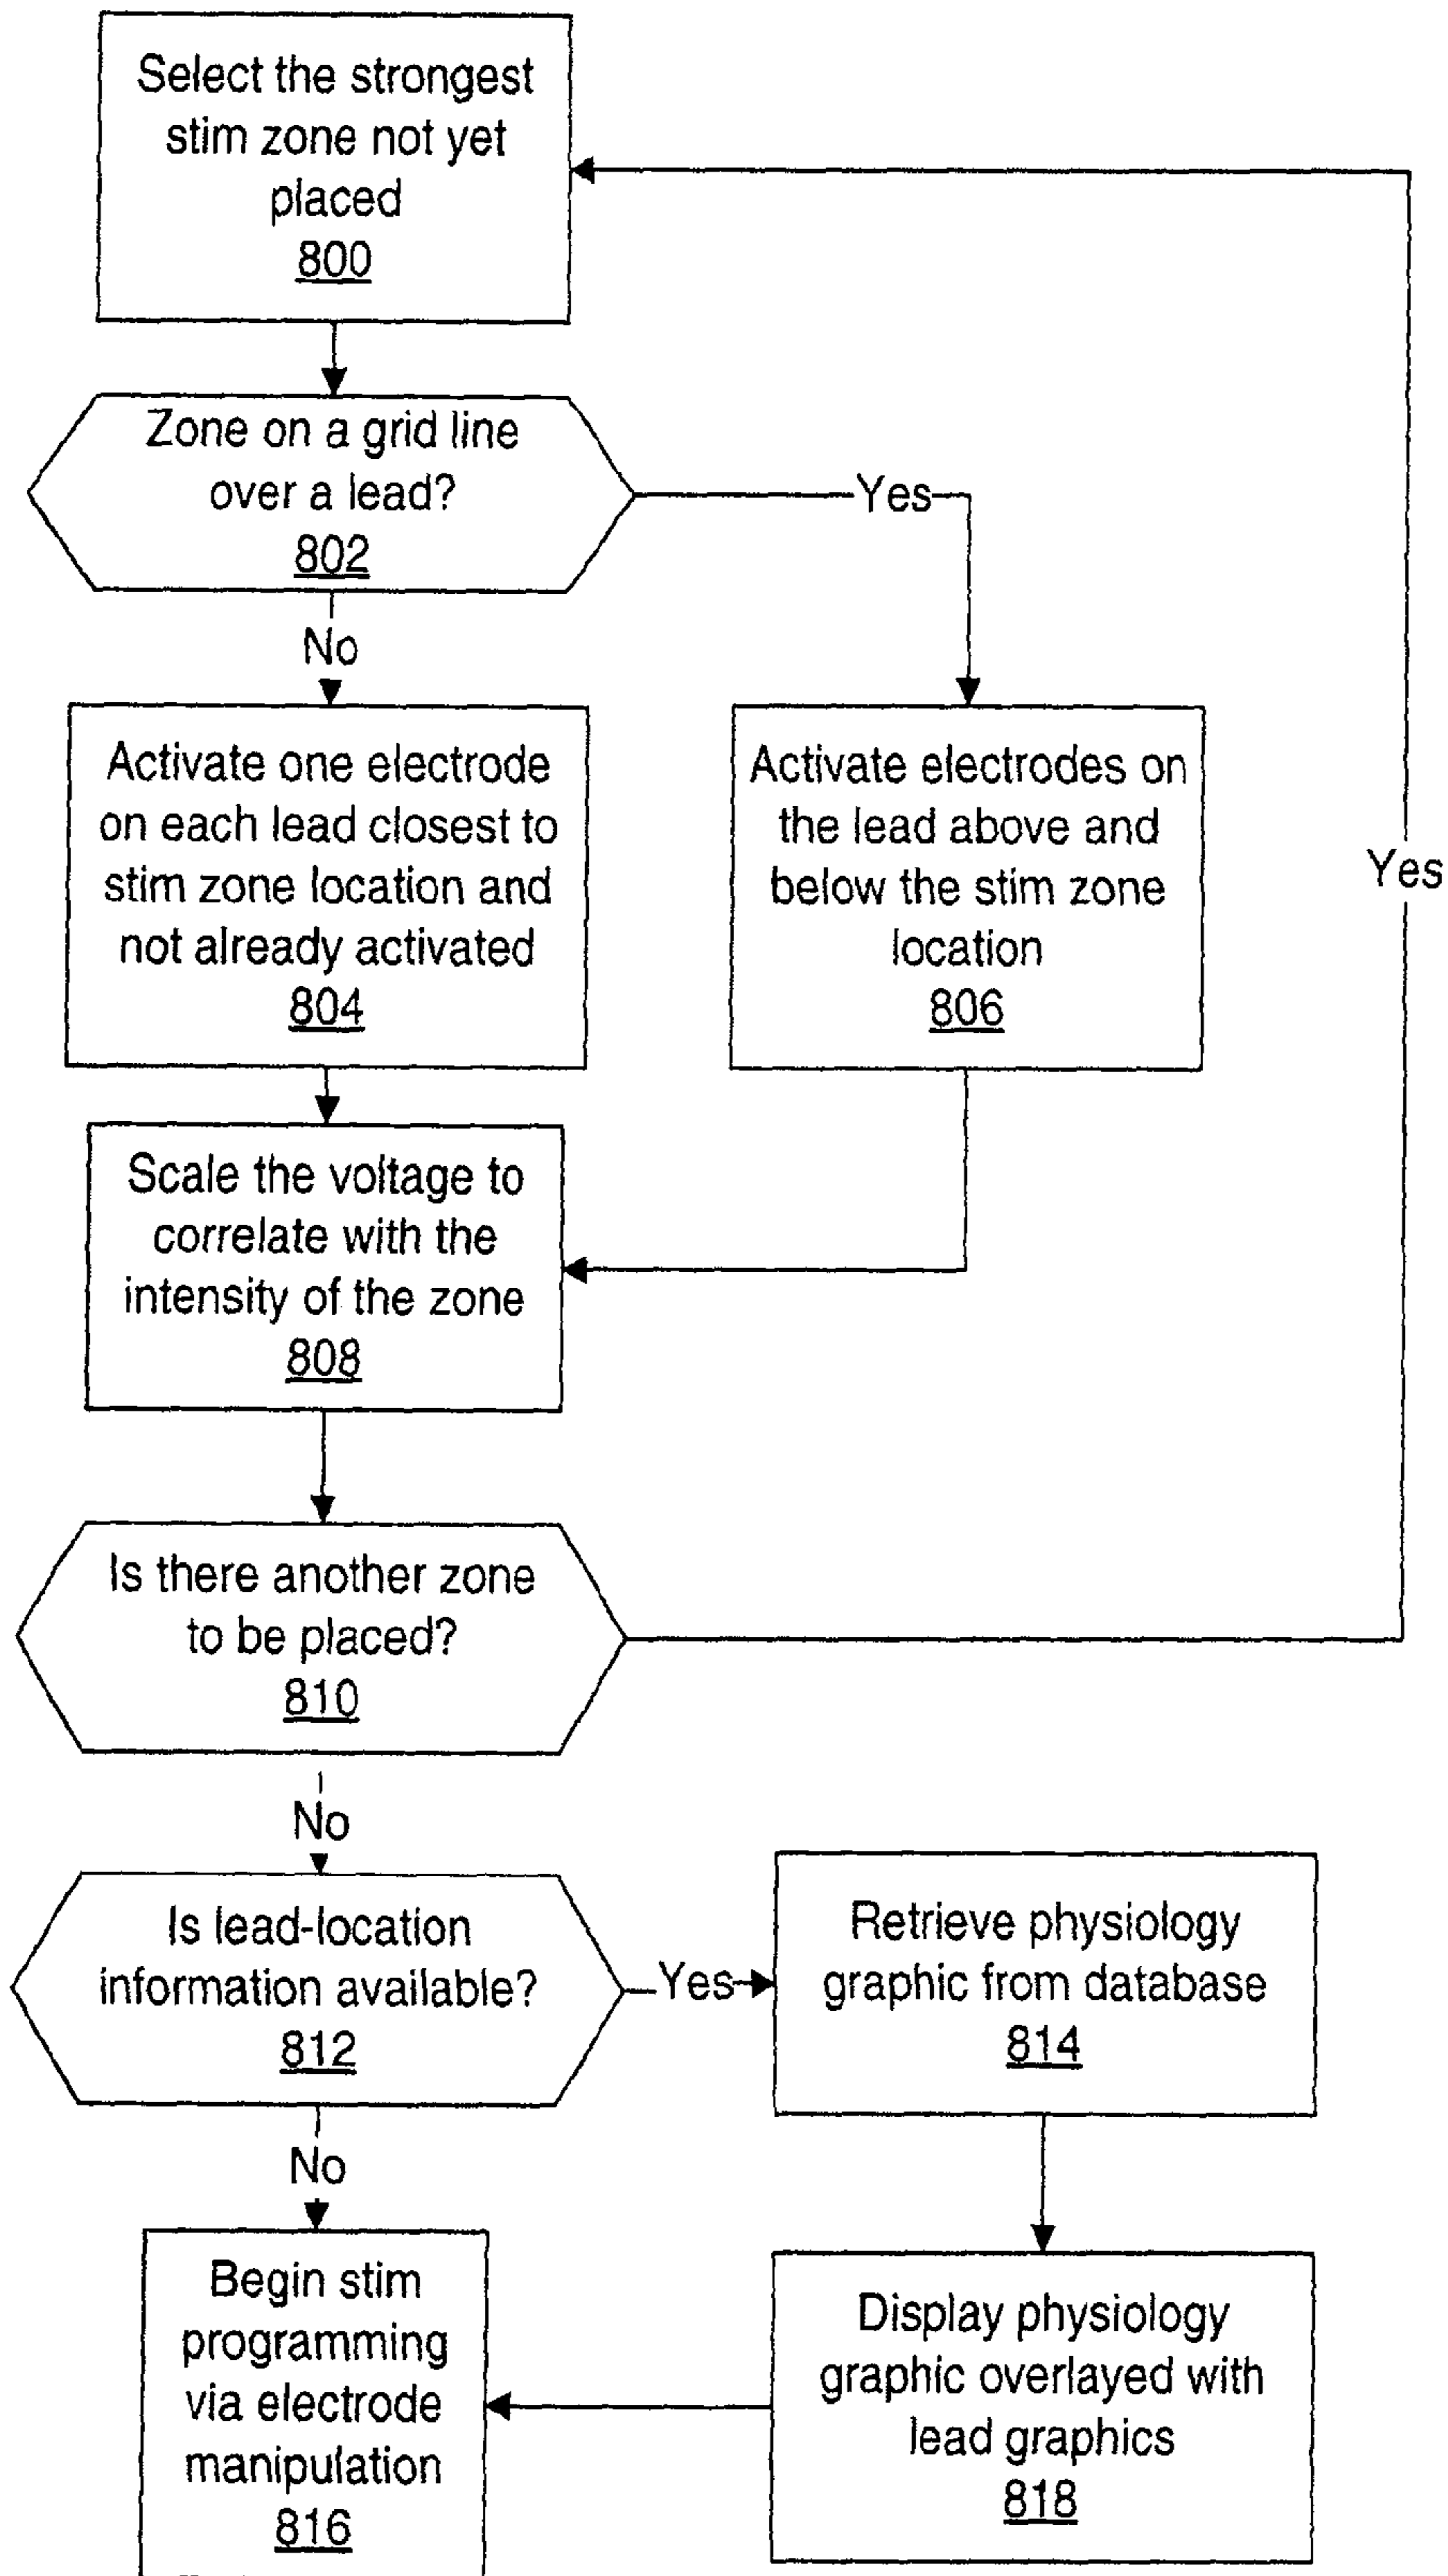 Select the strongest
stim zone not yet
placed
800
Zone on a grid line
over a lead?
802
Yes
No
Activate one electrode
on each lead closest to
stim zone location and
not already activated
804
Activate electrodes on
the lead above and
below the stim zone
location
806
Yes
Scale the voltage to
correlate with the
intensity of the zone
808
Is there another zone
to be placed?
810
No
Is lead-location
information available?
812
Yes
Retrieve physiology
graphic from database
814
No
Begin stim
programming
via electrode
manipulation
816
Display physiology
graphic overlayed with
lead graphics
818